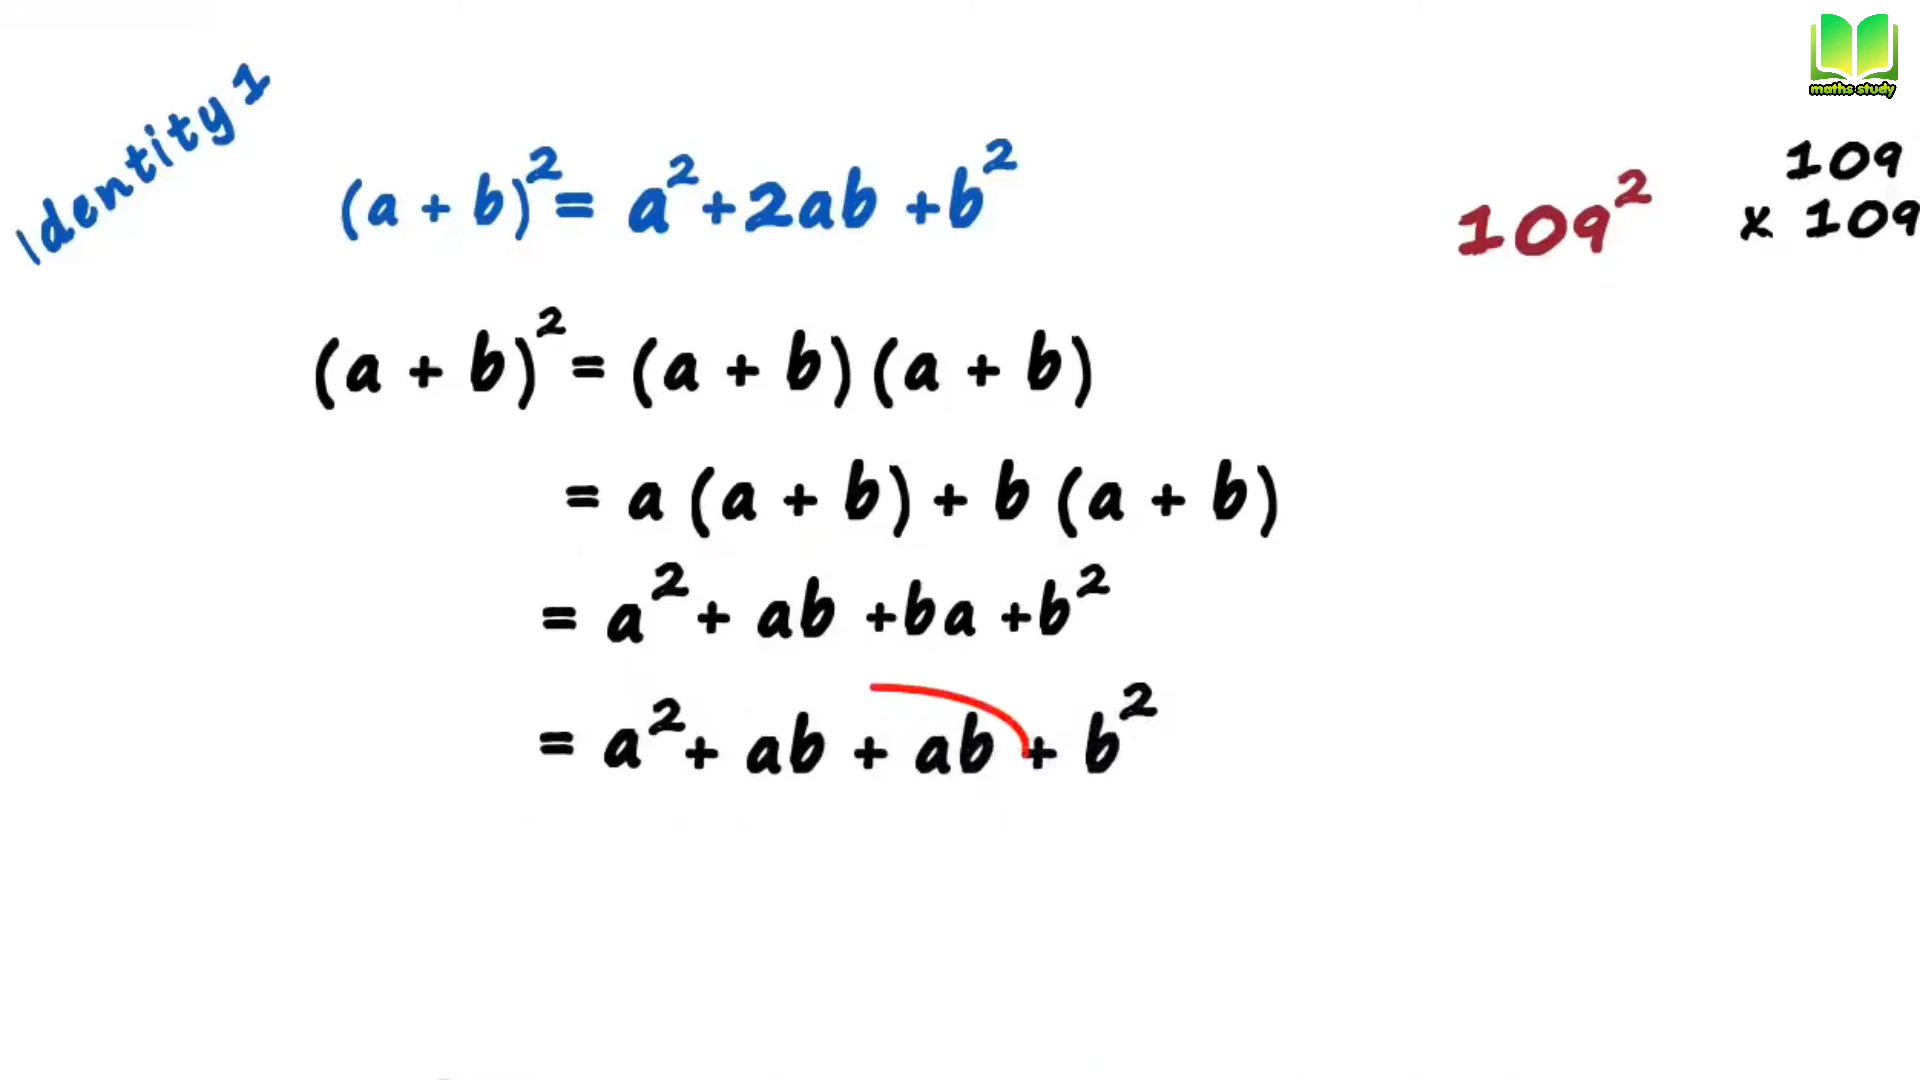 maths study
Identity 1
(a + b)² = a² + 2ab + b²
109²
109
x 109
(a + b)² = (a + b) (a + b)
= a (a + b) + b (a + b)
= a² + ab + ba + b²
= a² + ab + ab + b²